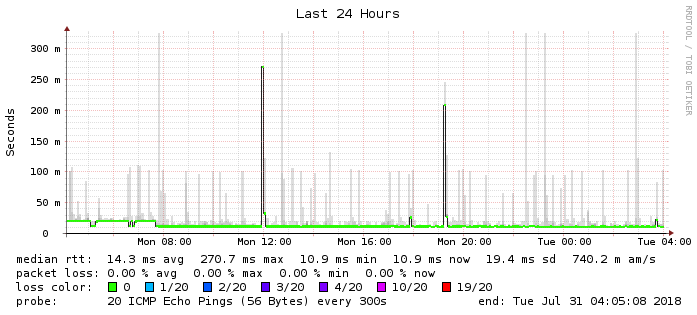 Last 24 Hours
RRDTOOL / TOBI OETIKER
Seconds
300 m
250 m
200 m
150 m
100 m
50 m
0
Mon 08:00 Mon 12:00 Mon 16:00 Mon 20:00 Tue 00:00 Tue 04:00
median rtt: 14.3 ms avg 270.7 ms max 10.9 ms min 10.9 ms now 19.4 ms sd 740.2 m am/s
packet loss: 0.00 % avg 0.00 % max 0.00 % min 0.00 % now
loss color: 0 1/20 2/20 3/20 4/20 10/20 19/20
probe: 20 ICMP Echo Pings (56 Bytes) every 300s end: Tue Jul 31 04:05:08 2018